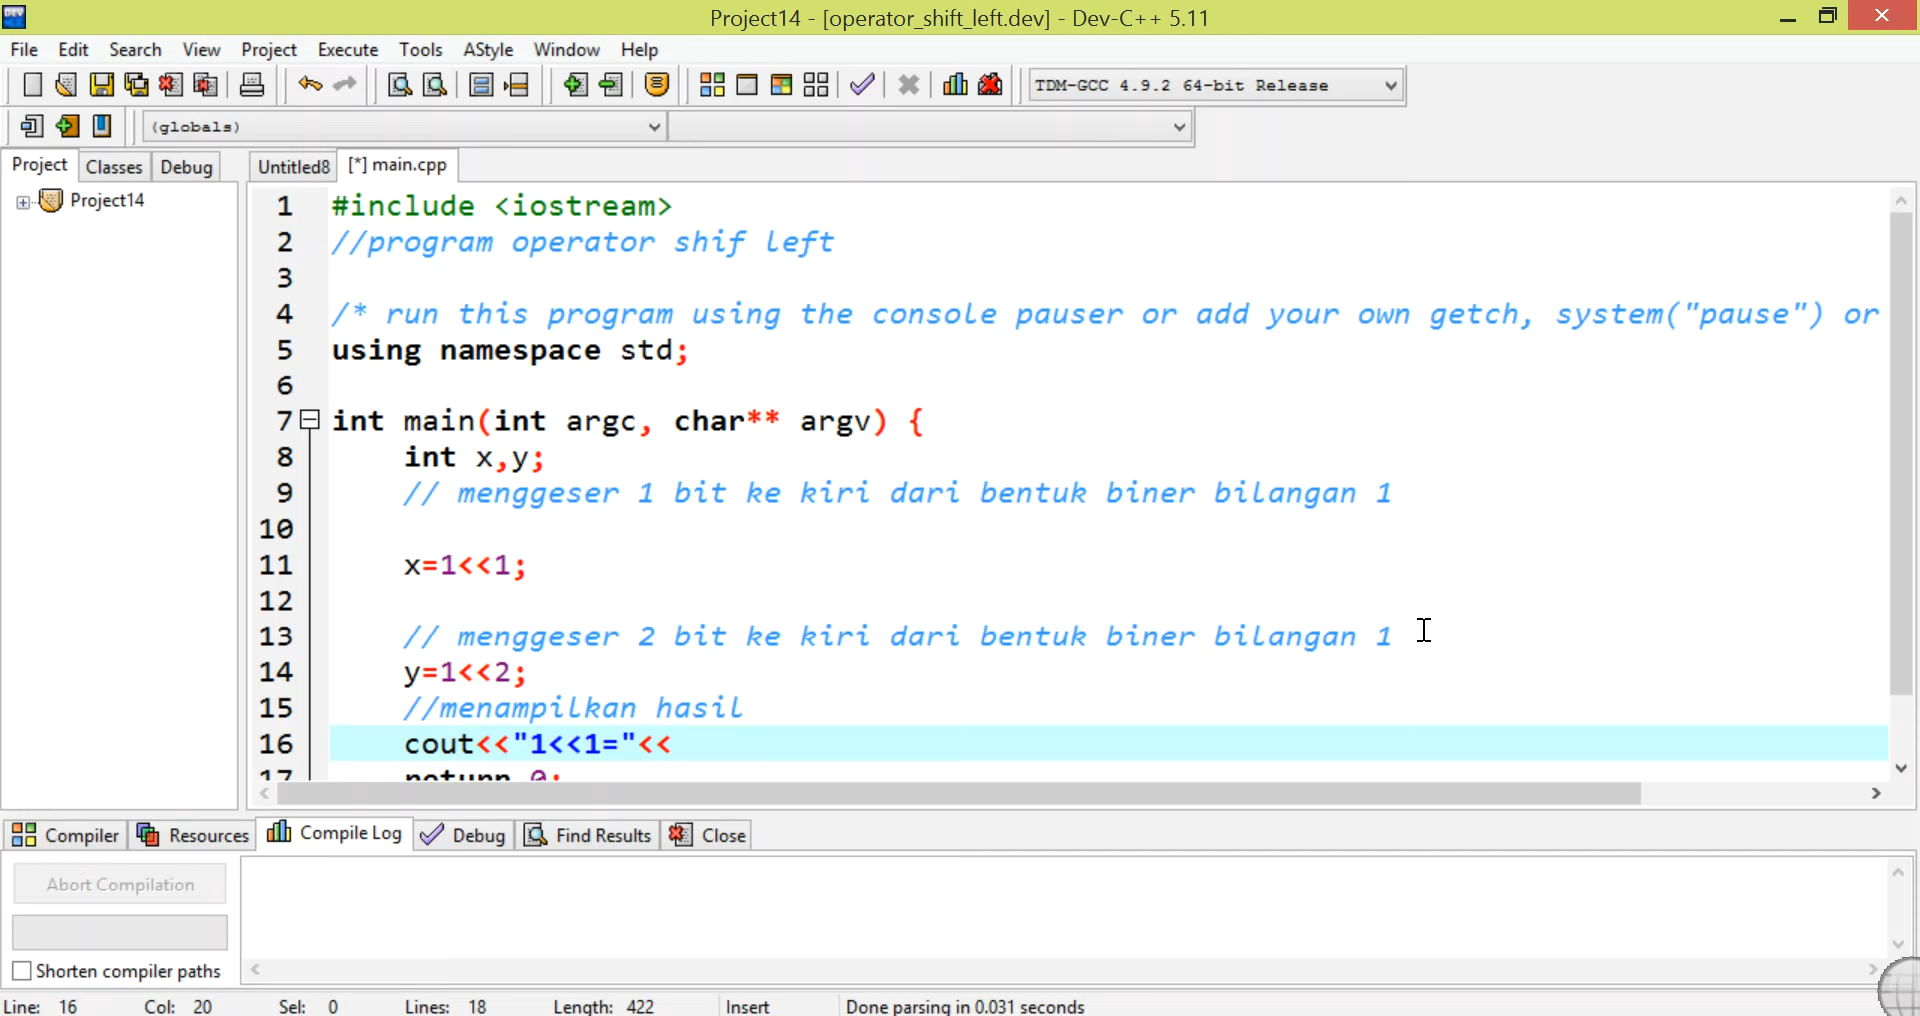 Project14 - [operator_shift_left.dev] - Dev-C++ 5.11
File Edit Search View Project Execute Tools AStyle Window Help
TDM-GCC 4.9.2 64-bit Release
(globals)
Project Classes Debug Untitled8 [*] main.cpp
Project14
1 #include <iostream>
2 //program operator shif left
3
4 /* run this program using the console pauser or add your own getch, system("pause") or
5 using namespace std;
6
7 int main(int argc, char** argv) {
8 int x,y;
9 // menggeser 1 bit ke kiri dari bentuk biner bilangan 1
10
11 x=1<<1;
12
13 // menggeser 2 bit ke kiri dari bentuk biner bilangan 1
14 y=1<<2;
15 //menampilkan hasil
16 cout<<"1<<1="<<
17 return 0;
Compiler Resources Compile Log Debug Find Results Close
Abort Compilation
Shorten compiler paths
Line: 16 Col: 20 Sel: 0 Lines: 18 Length: 422 Insert Done parsing in 0.031 seconds